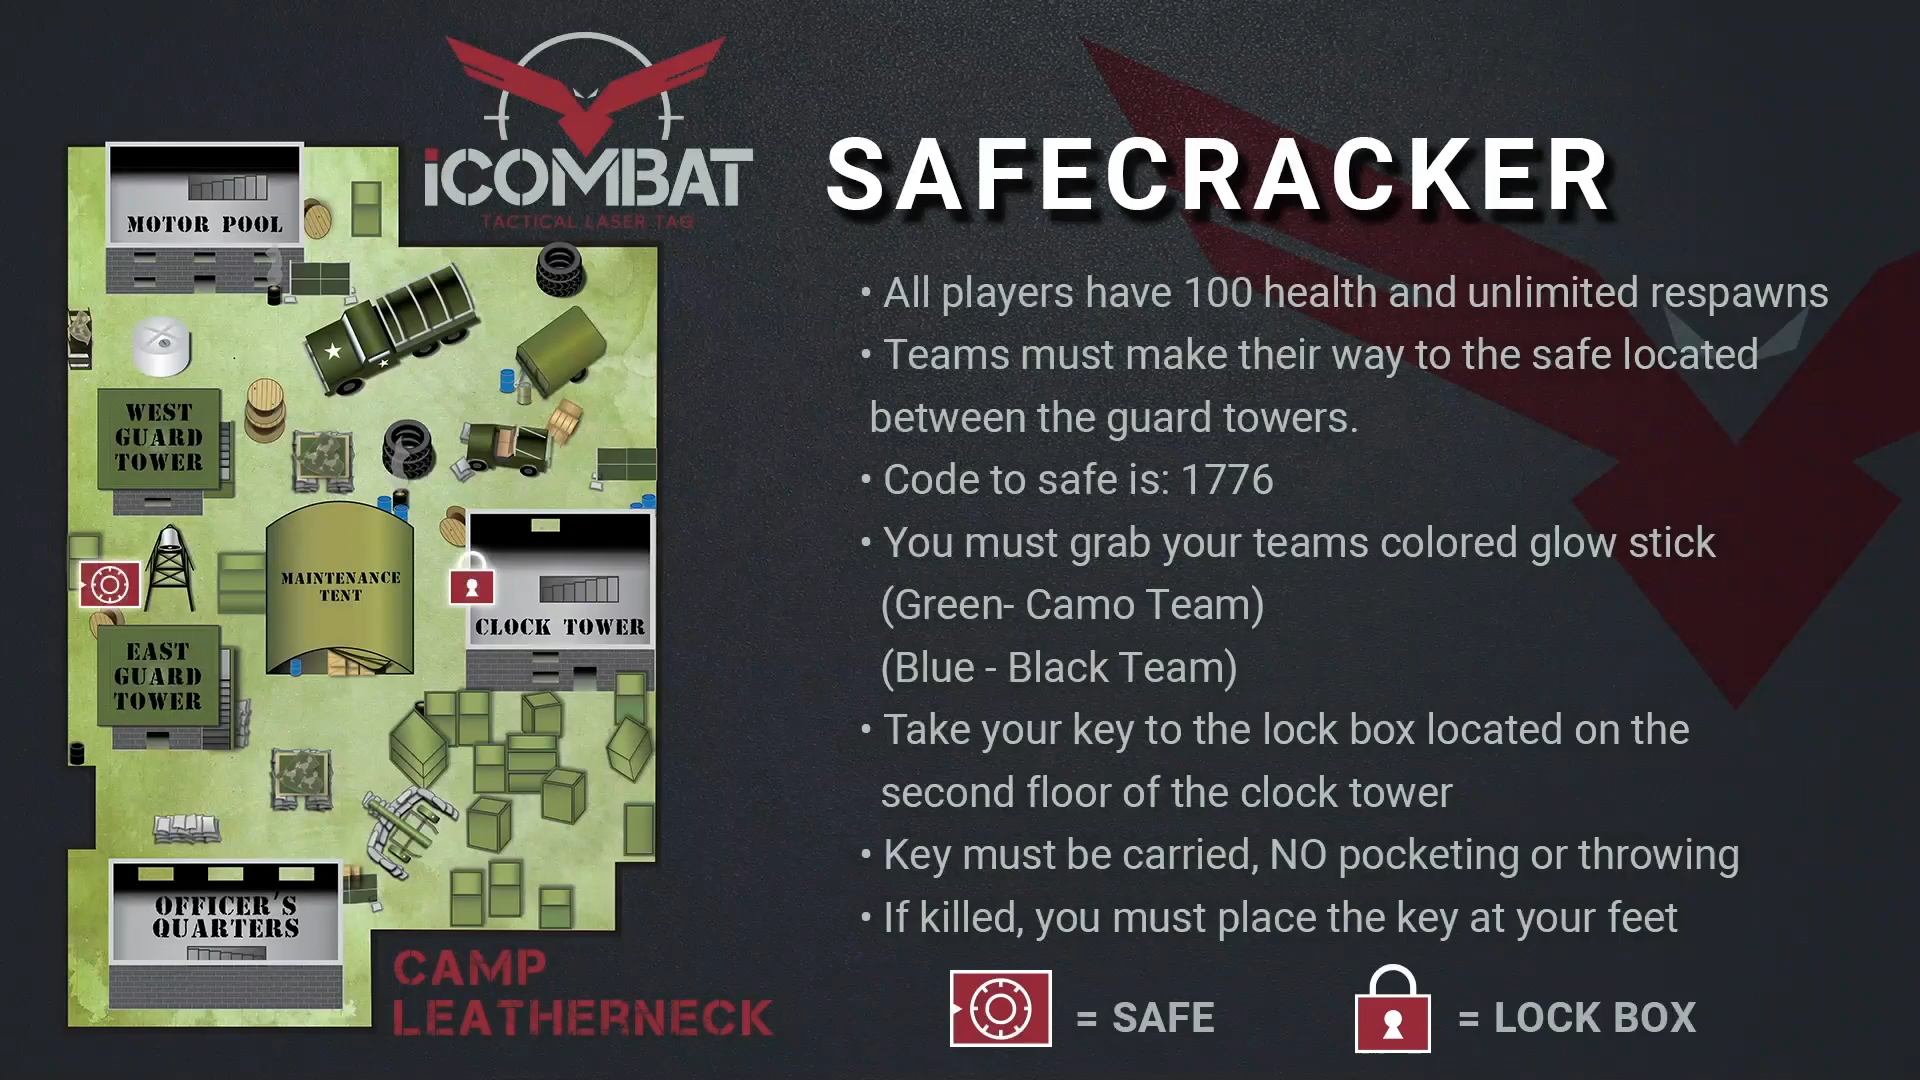 iCOMBAT
TACTICAL LASER TAG
SAFECRACKER
• All players have 100 health and unlimited respawns
• Teams must make their way to the safe located
between the guard towers.
• Code to safe is: 1776
• You must grab your teams colored glow stick
(Green- Camo Team)
(Blue - Black Team)
• Take your key to the lock box located on the
second floor of the clock tower
• Key must be carried, NO pocketing or throwing
• If killed, you must place the key at your feet
= SAFE
= LOCK BOX
MOTOR POOL
WEST
GUARD
TOWER
MAINTENANCE
TENT
CLOCK TOWER
EAST
GUARD
TOWER
OFFICER'S
QUARTERS
CAMP
LEATHERNECK